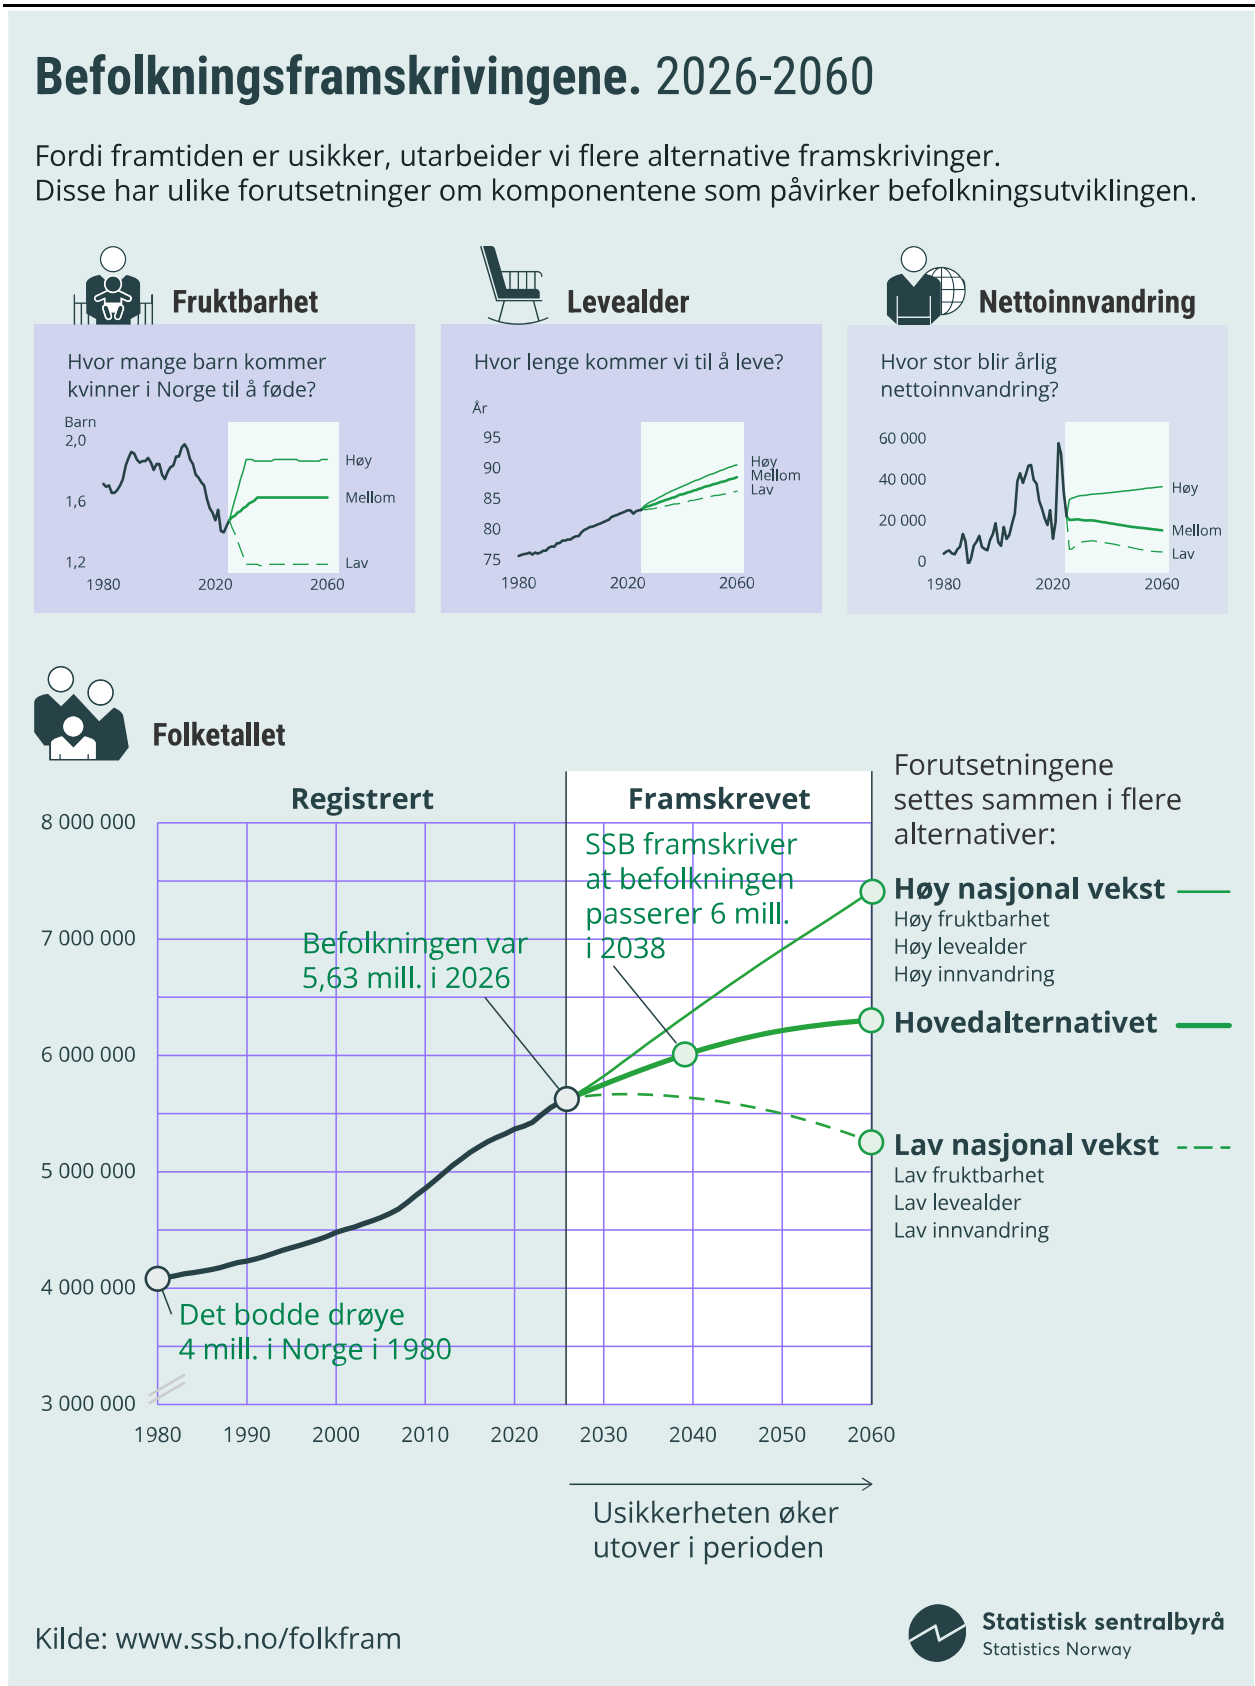 Befolkningsframskrivingene. 2026-2060
Fordi framtiden er usikker, utarbeider vi flere alternative framskrivinger.
Disse har ulike forutsetninger om komponentene som påvirker befolkningsutviklingen.
Fruktbarhet
Hvor mange barn kommer
kvinner i Norge til å føde?
Barn
2,0
1,6
1,2
1980
2020
2060
Høy
Mellom
Lav
Levealder
Hvor lenge kommer vi til å leve?
År
95
90
85
80
75
1980
2020
2060
Høy
Mellom
Lav
Nettoinnvandring
Hvor stor blir årlig
nettoinnvandring?
60 000
40 000
20 000
0
1980
2020
2060
Høy
Mellom
Lav
Folketallet
Registrert
Framskrevet
8 000 000
7 000 000
6 000 000
5 000 000
4 000 000
3 000 000
1980
1990
2000
2010
2020
2030
2040
2050
2060
SSB framskriver
at befolkningen
passerer 6 mill.
i 2038
Befolkningen var
5,63 mill. i 2026
Det bodde drøye
4 mill. i Norge i 1980
Forutsetningene
settes sammen i flere
alternativer:
Høy nasjonal vekst
Høy fruktbarhet
Høy levealder
Høy innvandring
Hovedalternativet
Lav nasjonal vekst
Lav fruktbarhet
Lav levealder
Lav innvandring
Usikkerheten øker
utover i perioden
Kilde: www.ssb.no/folkfram
Statistisk sentralbyrå
Statistics Norway